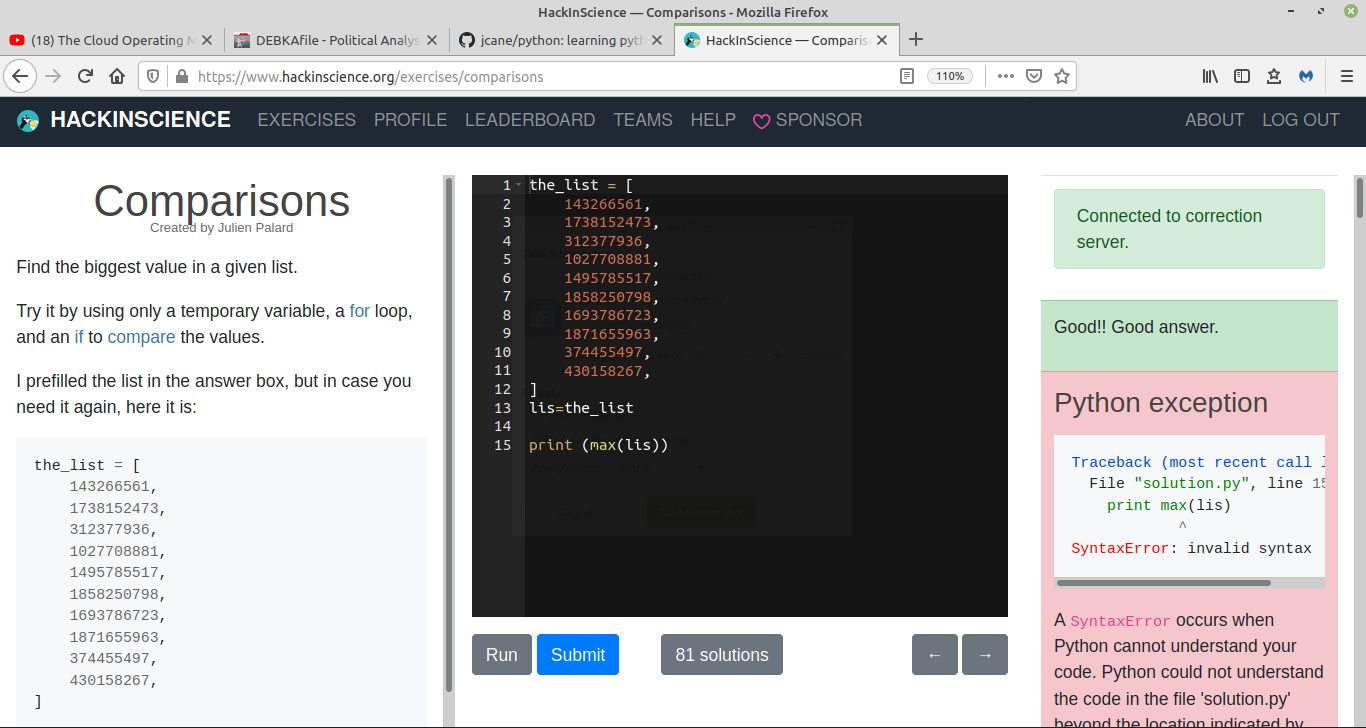 HackInScience — Comparisons - Mozilla Firefox
(18) The Cloud Operating
DEBKAfile - Political Analys
jcane/python: learning pyth
HackInScience — Comparis
https://www.hackinscience.org/exercises/comparisons
110%
HACKINSCIENCE EXERCISES PROFILE LEADERBOARD TEAMS HELP SPONSOR ABOUT LOG OUT
Comparisons
Created by Julien Palard
Find the biggest value in a given list.
Try it by using only a temporary variable, a for loop,
and an if to compare the values.
I prefilled the list in the answer box, but in case you
need it again, here it is:
the_list = [
143266561,
1738152473,
312377936,
1027708881,
1495785517,
1858250798,
1693786723,
1871655963,
374455497,
430158267,
]
1 the_list = [
2 143266561,
3 1738152473,
4 312377936,
5 1027708881,
6 1495785517,
7 1858250798,
8 1693786723,
9 1871655963,
10 374455497,
11 430158267,
12 ]
13 lis=the_list
14
15 print (max(lis))
Run Submit 81 solutions ← →
Connected to correction
server.
Good!! Good answer.
Python exception
Traceback (most recent call
File "solution.py", line 15
print max(lis)
^
SyntaxError: invalid syntax
A SyntaxError occurs when
Python cannot understand your
code. Python could not understand
the code in the file 'solution.py'
beyond the location indicated by